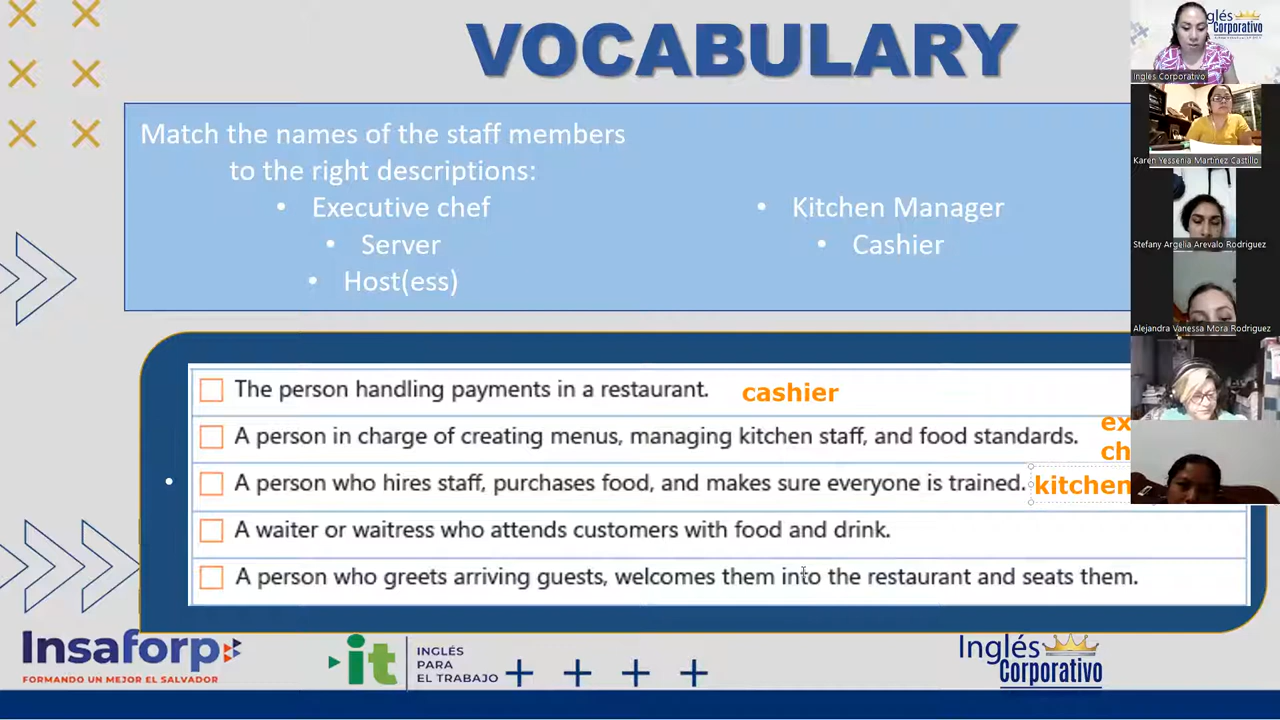 VOCABULARY
Match the names of the staff members
to the right descriptions:
• Executive chef
• Server
• Host(ess)
• Kitchen Manager
• Cashier
The person handling payments in a restaurant. cashier
A person in charge of creating menus, managing kitchen staff, and food standards. ex
ch
A person who hires staff, purchases food, and makes sure everyone is trained. kitchen
A waiter or waitress who attends customers with food and drink.
A person who greets arriving guests, welcomes them into the restaurant and seats them.
Insaforp
FORMANDO UN MEJOR EL SALVADOR
it
INGLÉS
PARA
EL TRABAJO
Inglés
Corporativo
glés
Corporativo
Inglés Corporativo
Karen Yessenia Martinez Castillo
Stefany Argelia Arevalo Rodriguez
Alejandra Vanessa Mora Rodriguez